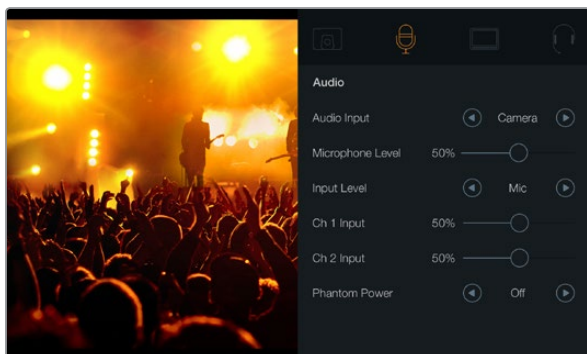 Audio
Audio Input Camera
Microphone Level 50%
Input Level Mic
Ch 1 Input 50%
Ch 2 Input 50%
Phantom Power Off